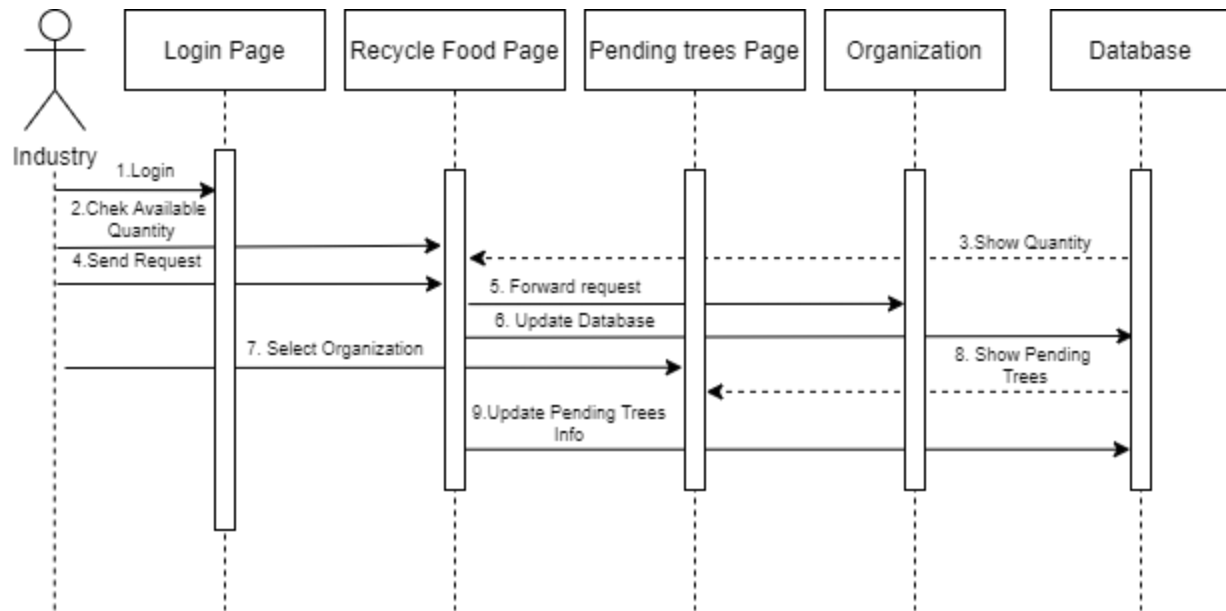 Login Page
Recycle Food Page
Pending trees Page
Organization
Database
Industry
1.Login
2.Chek Available
Quantity
3.Show Quantity
4.Send Request
5. Forward request
6. Update Database
7. Select Organization
8. Show Pending
Trees
9.Update Pending Trees
Info